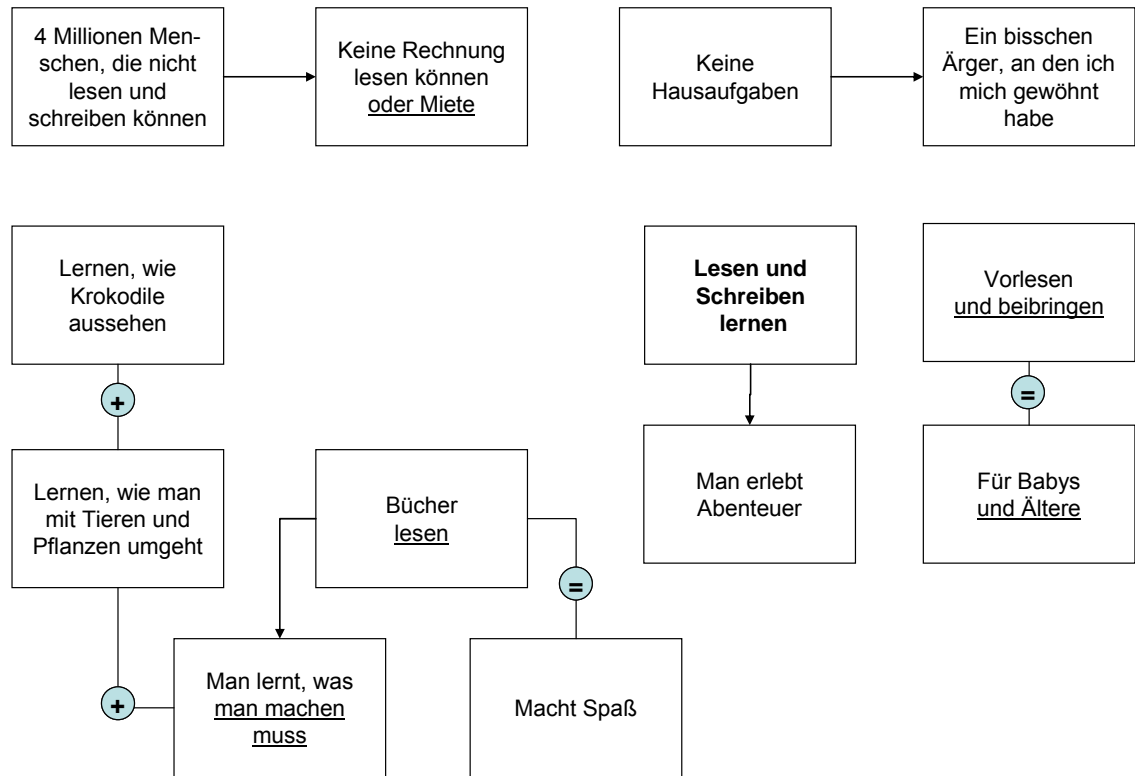 4 Millionen Men-
schen, die nicht
lesen und
schreiben können
Keine Rechnung
lesen können
oder Miete
Keine
Hausaufgaben
Ein bisschen
Ärger, an den ich
mich gewöhnt
habe
Lernen, wie
Krokodile
aussehen
Lesen und
Schreiben
lernen
Vorlesen
und beibringen
+
=
Lernen, wie man
mit Tieren und
Pflanzen umgeht
Bücher
lesen
Man erlebt
Abenteuer
Für Babys
und Ältere
=
Man lernt, was
man machen
muss
Macht Spaß
+